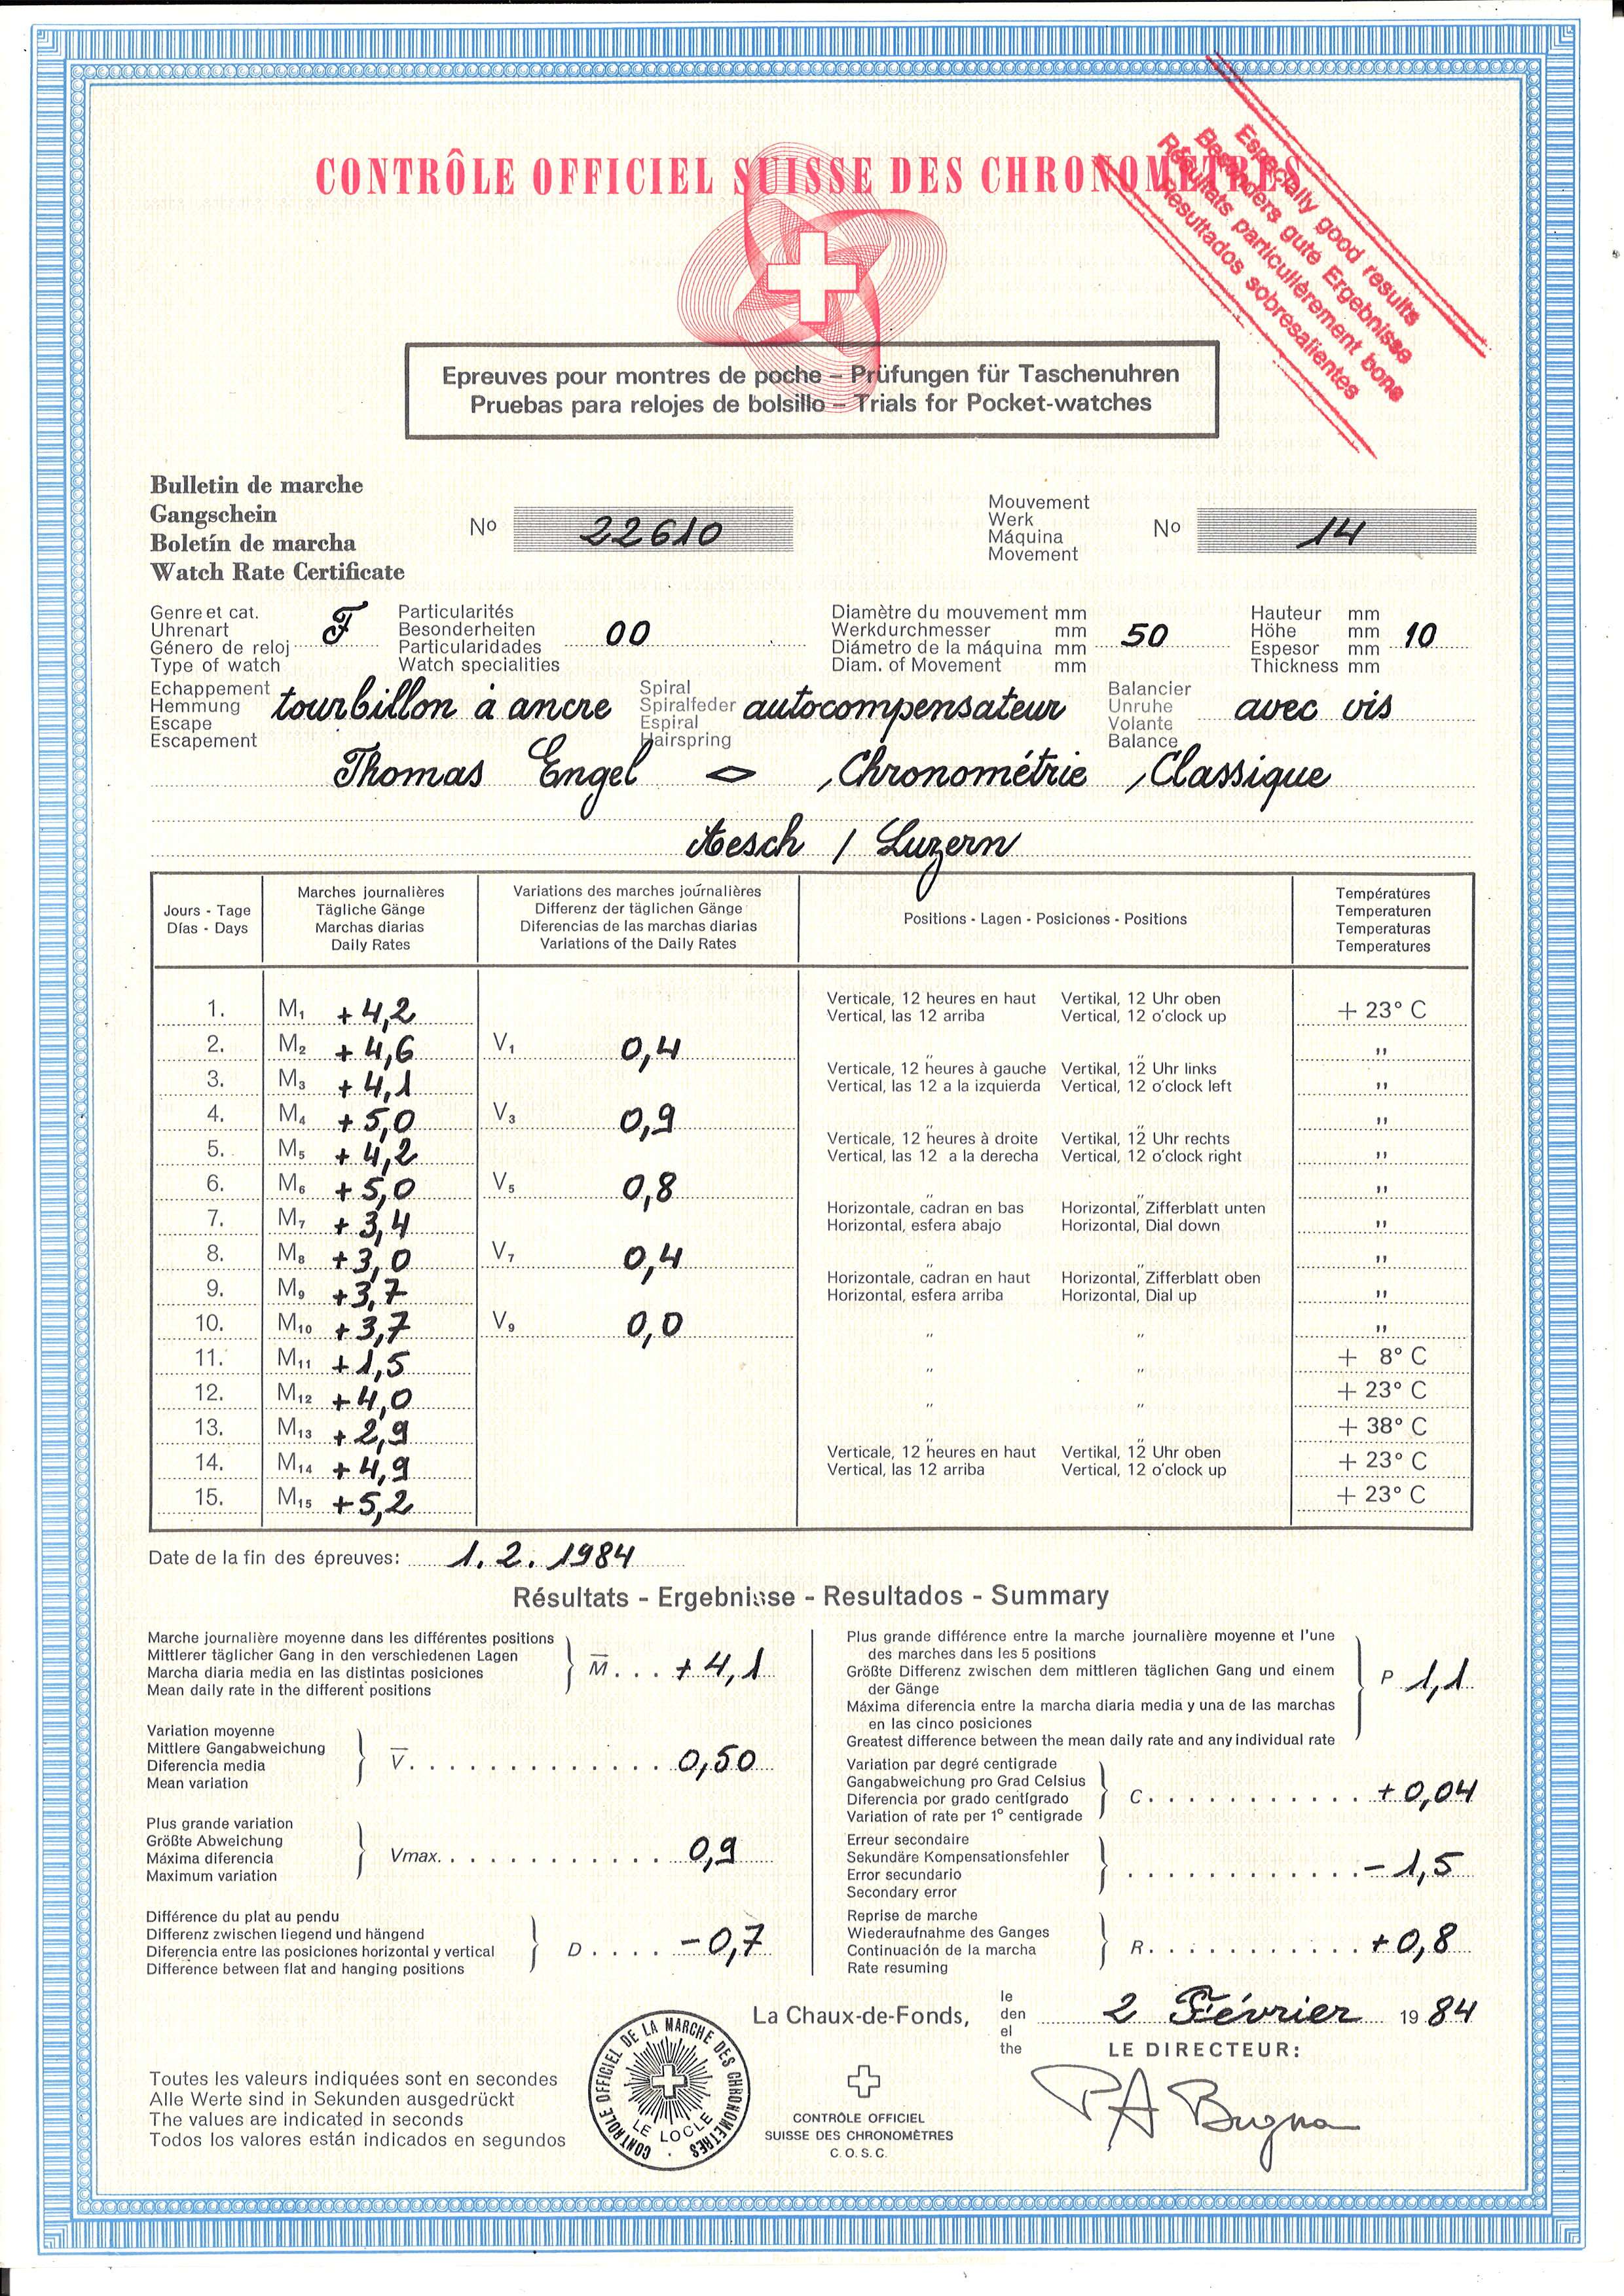 CONTRÔLE OFFICIEL SUISSE DES CHRONOMÈTRES
Especially good results
Besonders gute Ergebnisse
Résultats particulièrement bons
Resultados sobresalientes
Epreuves pour montres de poche – Prüfungen für Taschenuhren
Pruebas para relojes de bolsillo – Trials for Pocket-watches
Bulletin de marche
Gangschein
Boletín de marcha
Watch Rate Certificate
No 22610
Mouvement
Werk
Máquina
Movement
No 14
Genre et cat.
Uhrenart
Género de reloj
Type of watch
F
Particularités
Besonderheiten
Particularidades
Watch specialities
00
Diamètre du mouvement mm
Werkdurchmesser mm
Diámetro de la máquina mm
Diam. of Movement mm
50
Hauteur mm
Höhe mm
Espesor mm
Thickness mm
10
Echappement
Hemmung
Escape
Escapement
tourbillon à ancre
Spiral
Spiralfeder
Espiral
Hairspring
autocompensateur
Balancier
Unruhe
Volante
Balance
avec vis
Thomas Engel Chronométrie Classique
Aesch / Luzern
Jours - Tage
Días - Days
Marches journalières
Tägliche Gänge
Marchas diarias
Daily Rates
Variations des marches journalières
Differenz der täglichen Gänge
Diferencias de las marchas diarias
Variations of the Daily Rates
Positions - Lagen - Posiciones - Positions
Températures
Temperaturen
Temperaturas
Temperatures
1. M1 +4,2 Verticale, 12 heures en haut Vertikal, 12 Uhr oben + 23° C
Vertical, las 12 arriba Vertical, 12 o'clock up
2. M2 +4,6 V1 0,4 " " "
3. M3 +4,1 Verticale, 12 heures à gauche Vertikal, 12 Uhr links "
Vertical, las 12 a la izquierda Vertical, 12 o'clock left
4. M4 +5,0 V3 0,9 " " "
5. M5 +4,2 Verticale, 12 heures à droite Vertikal, 12 Uhr rechts "
Vertical, las 12 a la derecha Vertical, 12 o'clock right
6. M6 +5,0 V5 0,8 " " "
7. M7 +3,4 Horizontale, cadran en bas Horizontal, Zifferblatt unten "
Horizontal, esfera abajo Horizontal, Dial down
8. M8 +3,0 V7 0,4 " " "
9. M9 +3,7 Horizontale, cadran en haut Horizontal, Zifferblatt oben "
Horizontal, esfera arriba Horizontal, Dial up
10. M10 +3,7 V9 0,0 " " "
11. M11 +1,5 " " + 8° C
12. M12 +4,0 " " + 23° C
13. M13 +2,9 " " + 38° C
14. M14 +4,9 Verticale, 12 heures en haut Vertikal, 12 Uhr oben + 23° C
Vertical, las 12 arriba Vertical, 12 o'clock up
15. M15 +5,2 + 23° C
Date de la fin des épreuves: 1. 2. 1984
Résultats - Ergebnisse - Resultados - Summary
Marche journalière moyenne dans les différentes positions
Mittlerer täglicher Gang in den verschiedenen Lagen
Marcha diaria media en las distintas posiciones
Mean daily rate in the different positions
M . . . +4,1
Variation moyenne
Mittlere Gangabweichung
Diferencia media
Mean variation
V . . . 0,50
Plus grande variation
Größte Abweichung
Máxima diferencia
Maximum variation
Vmax. . . . 0,9
Différence du plat au pendu
Differenz zwischen liegend und hängend
Diferencia entre las posiciones horizontal y vertical
Difference between flat and hanging positions
D . . . . -0,7
Plus grande différence entre la marche journalière moyenne et l'une
des marches dans les 5 positions
Größte Differenz zwischen dem mittleren täglichen Gang und einem
der Gänge
Máxima diferencia entre la marcha diaria media y una de las marchas
en las cinco posiciones
Greatest difference between the mean daily rate and any individual rate
P 1,1
Variation par degré centigrade
Gangabweichung pro Grad Celsius
Diferencia por grado centígrado
Variation of rate per 1° centigrade
C . . . +0,04
Erreur secondaire
Sekundäre Kompensationsfehler
Error secundario
Secondary error
. . . -1,5
Reprise de marche
Wiederaufnahme des Ganges
Continuación de la marcha
Rate resuming
R . . . +0,8
La Chaux-de-Fonds,
le
den
el
the
2 Février 1984
LE DIRECTEUR:
PA Bugna
Toutes les valeurs indiquées sont en secondes
Alle Werte sind in Sekunden ausgedrückt
The values are indicated in seconds
Todos los valores están indicados en segundos
CONTROLE OFFICIEL DE LA MARCHE DES CHRONOMETRES
LE LOCLE
CONTRÔLE OFFICIEL
SUISSE DES CHRONOMÈTRES
C. O. S. C.